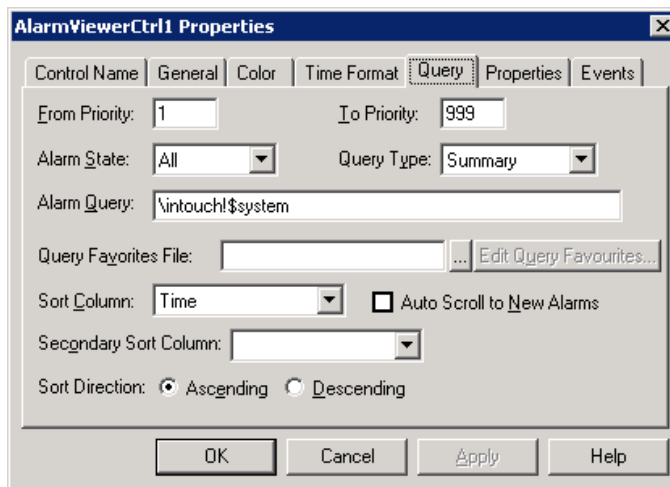 AlarmViewerCtrl1 Properties
Control Name General Color Time Format Query Properties Events
From Priority: 1 To Priority: 999
Alarm State: All Query Type: Summary
Alarm Query: \intouch!$system
Query Favorites File: ... Edit Query Favourites...
Sort Column: Time Auto Scroll to New Alarms
Secondary Sort Column:
Sort Direction: Ascending Descending
OK Cancel Apply Help